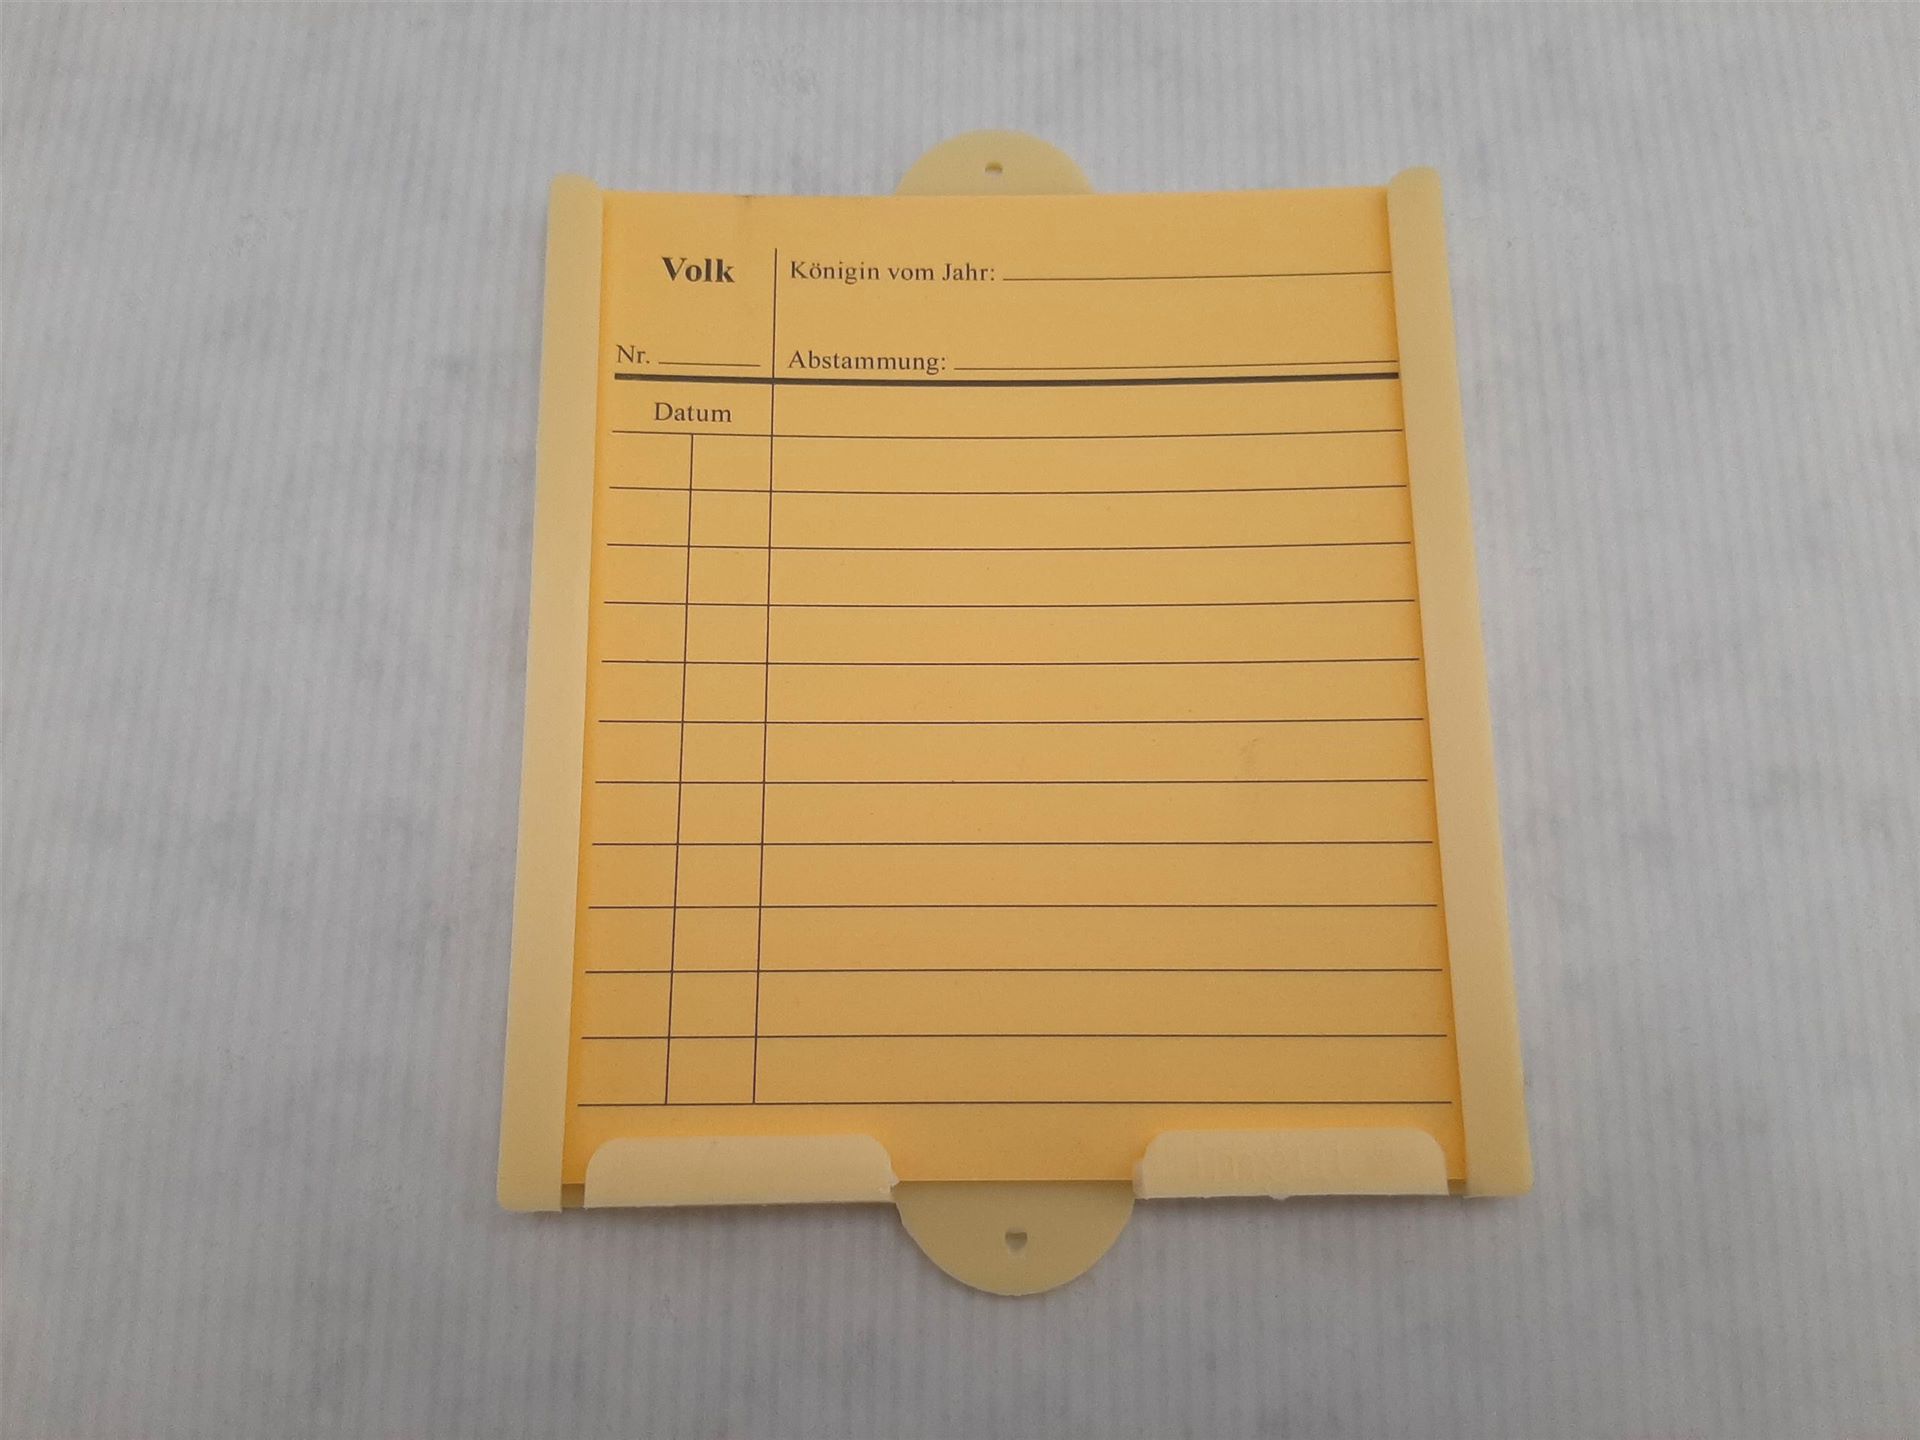 Volk
Königin vom Jahr:
Nr.
Abstammung:
Datum